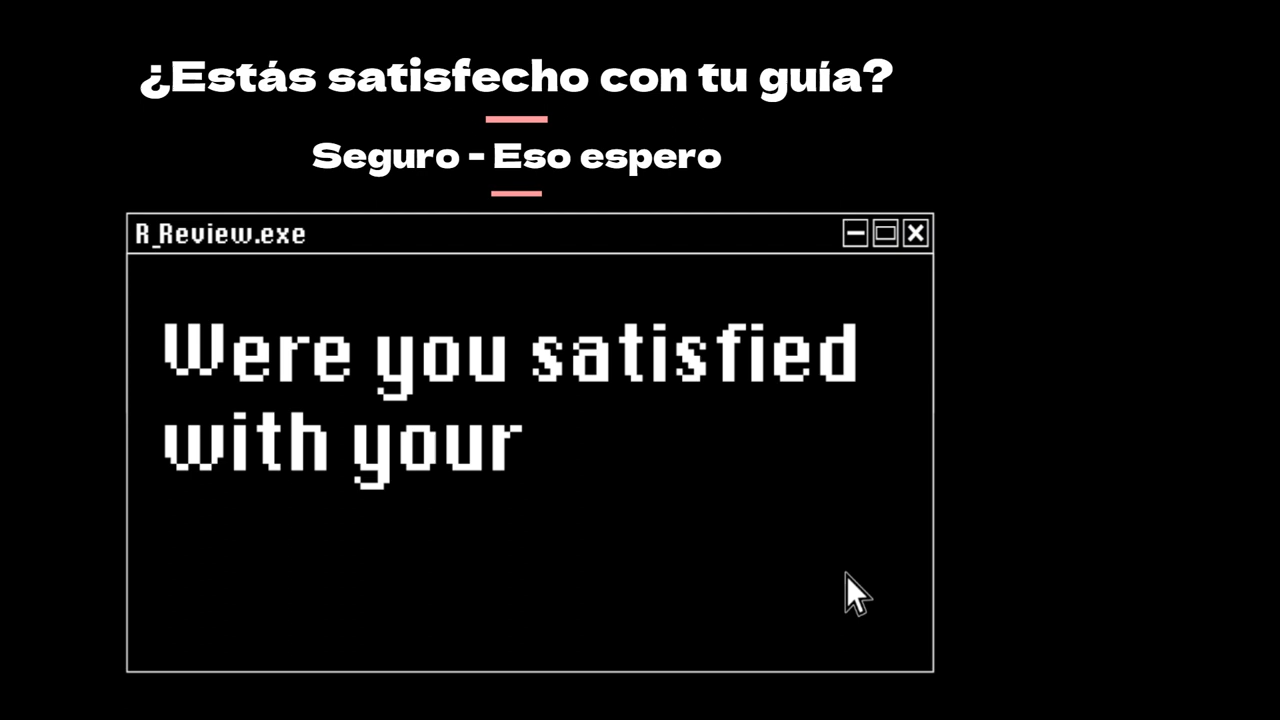 ¿Estás satisfecho con tu guía?
Seguro - Eso espero
R_Review.exe
Were you satisfied
with your